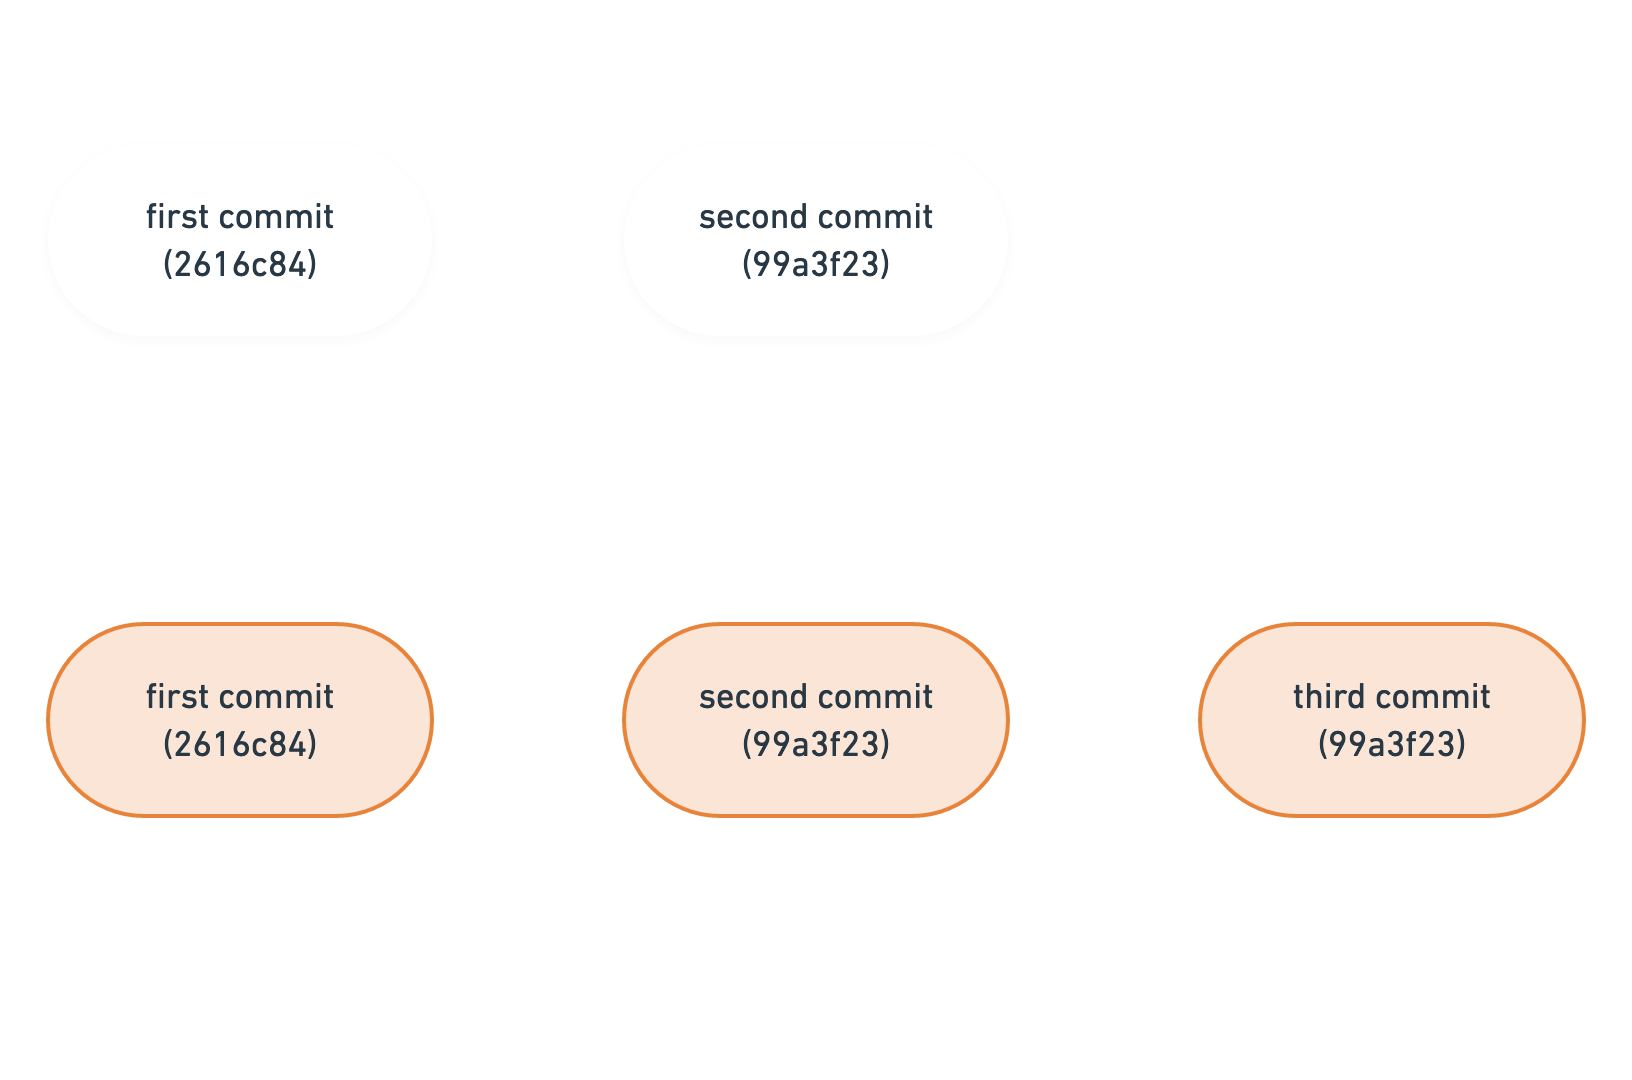 first commit
(2616c84)
second commit
(99a3f23)
first commit
(2616c84)
second commit
(99a3f23)
third commit
(99a3f23)